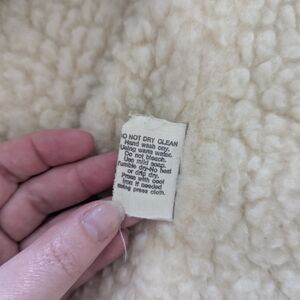 DO NOT DRY CLEAN
Hand wash only.
Using warm water.
Do not bleach.
Use mild soap.
Tumble dry-No heat
or drip dry.
Press with cool
iron if needed
using press cloth.